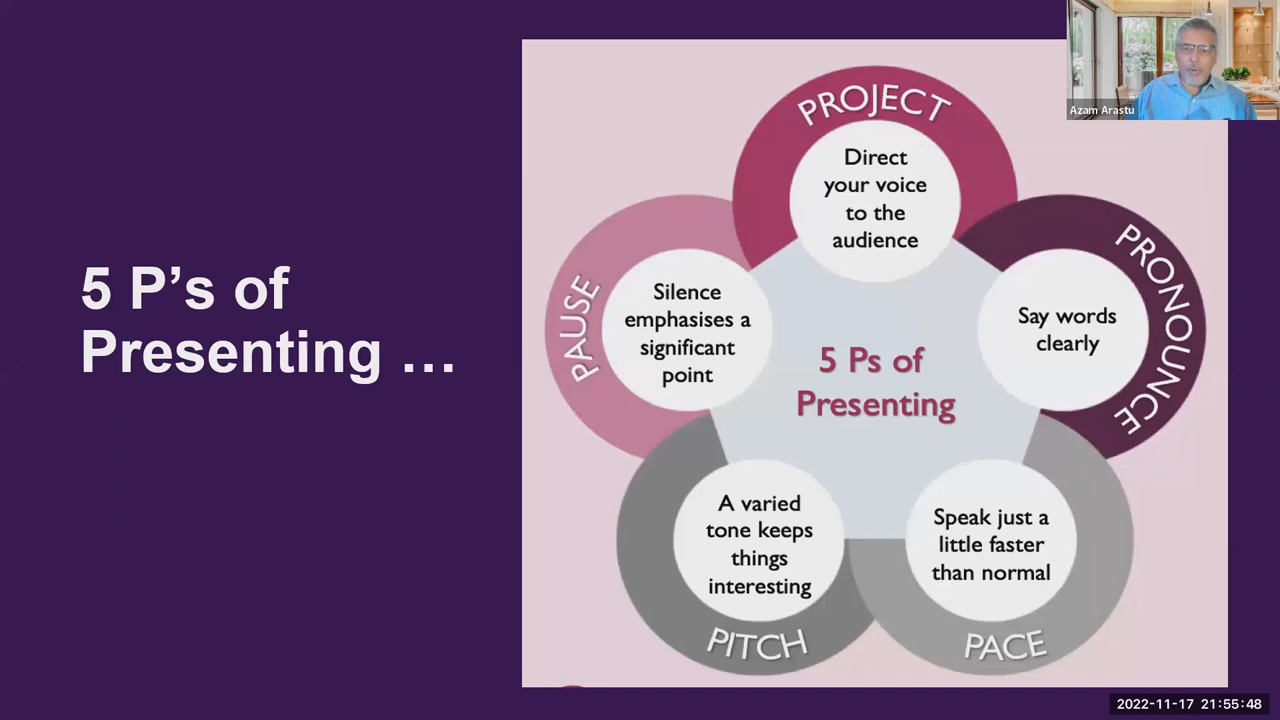 5 P’s of
Presenting …
PROJECT
Direct
your voice
to the
audience
PRONOUNCE
Say words
clearly
PACE
Speak just a
little faster
than normal
PITCH
A varied
tone keeps
things
interesting
PAUSE
Silence
emphasises a
significant
point
5 Ps of
Presenting
Azam Arastu
2022-11-17 21:55:48